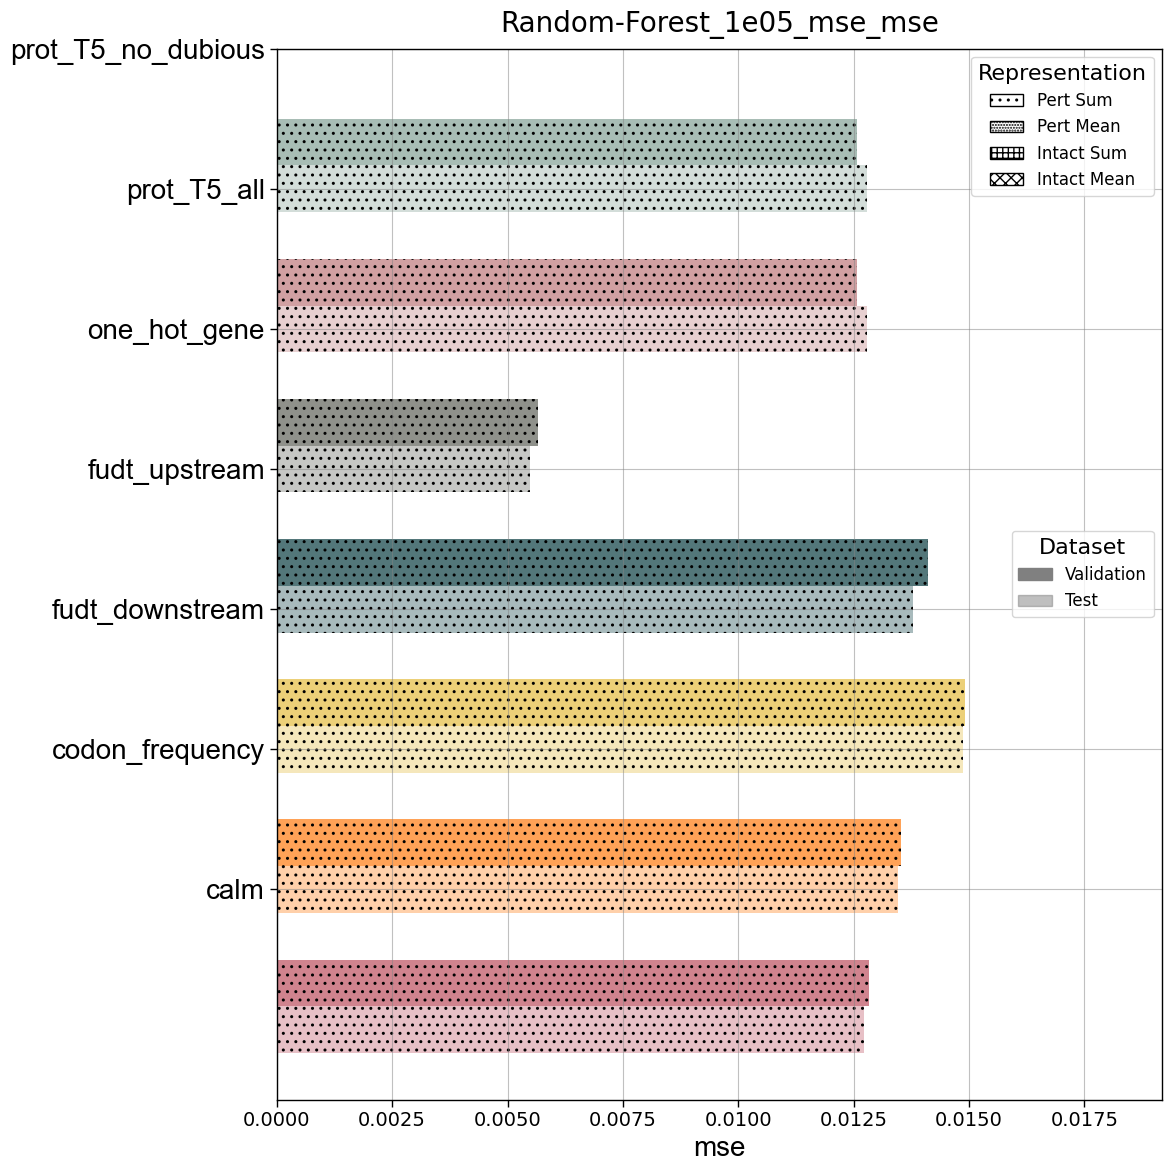 Random-Forest_1e05_mse_mse
prot_T5_no_dubious
prot_T5_all
one_hot_gene
fudt_upstream
fudt_downstream
codon_frequency
calm
Representation
Pert Sum
Pert Mean
Intact Sum
Intact Mean
Dataset
Validation
Test
0.0000 0.0025 0.0050 0.0075 0.0100 0.0125 0.0150 0.0175
mse